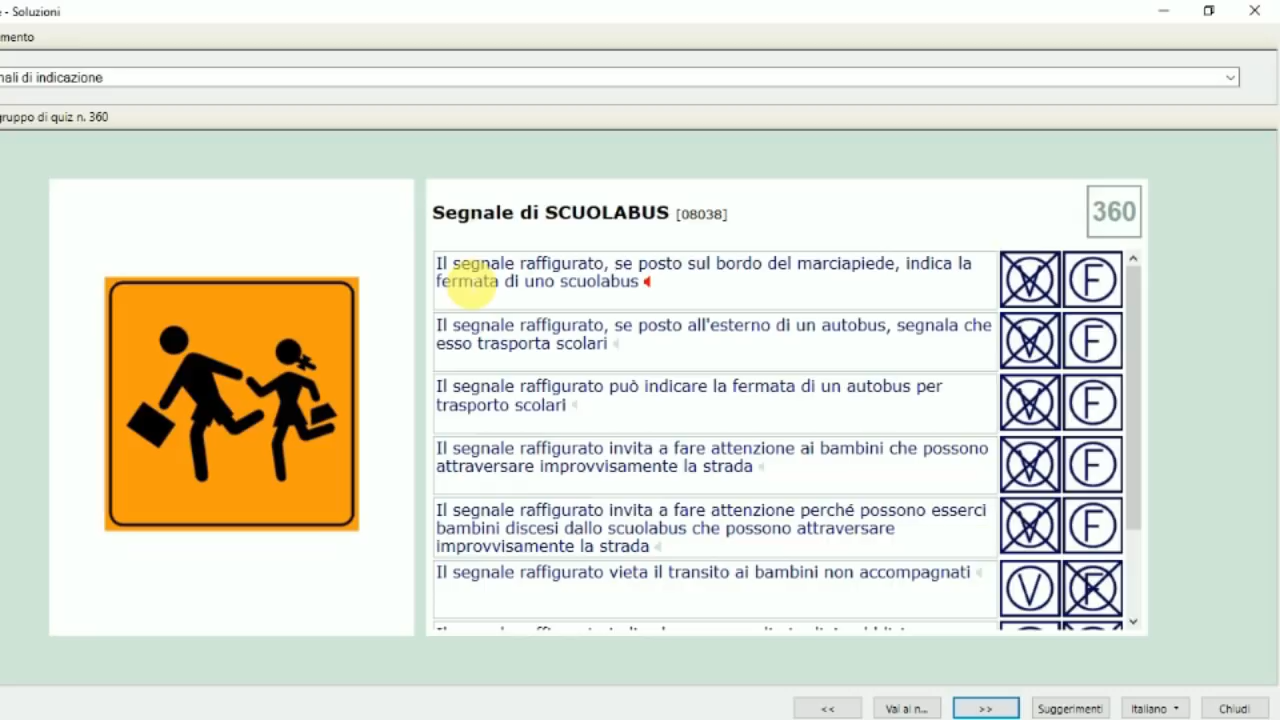 - Soluzioni
mento
nali di indicazione
gruppo di quiz n. 360
Segnale di SCUOLABUS [08038]
360
Il segnale raffigurato, se posto sul bordo del marciapiede, indica la
fermata di uno scuolabus
V F
Il segnale raffigurato, se posto all'esterno di un autobus, segnala che
esso trasporta scolari
V F
Il segnale raffigurato può indicare la fermata di un autobus per
trasporto scolari
V F
Il segnale raffigurato invita a fare attenzione ai bambini che possono
attraversare improvvisamente la strada
V F
Il segnale raffigurato invita a fare attenzione perché possono esserci
bambini discesi dallo scuolabus che possono attraversare
improvvisamente la strada
V F
Il segnale raffigurato vieta il transito ai bambini non accompagnati
V F
<< Vai al n... >> Suggerimenti Italiano Chiudi